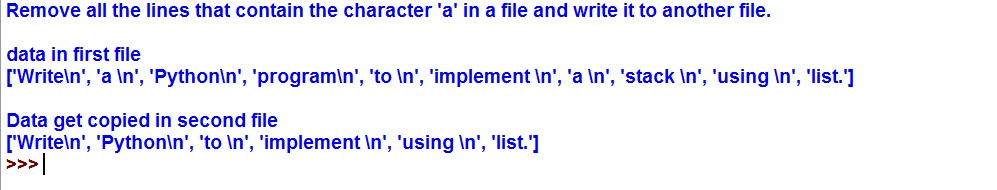 Remove all the lines that contain the character 'a' in a file and write it to another file.
data in first file
['Write\n', 'a \n', 'Python\n', 'program\n', 'to \n', 'implement \n', 'a \n', 'stack \n', 'using \n', 'list.']
Data get copied in second file
['Write\n', 'Python\n', 'to \n', 'implement \n', 'using \n', 'list.']
>>>